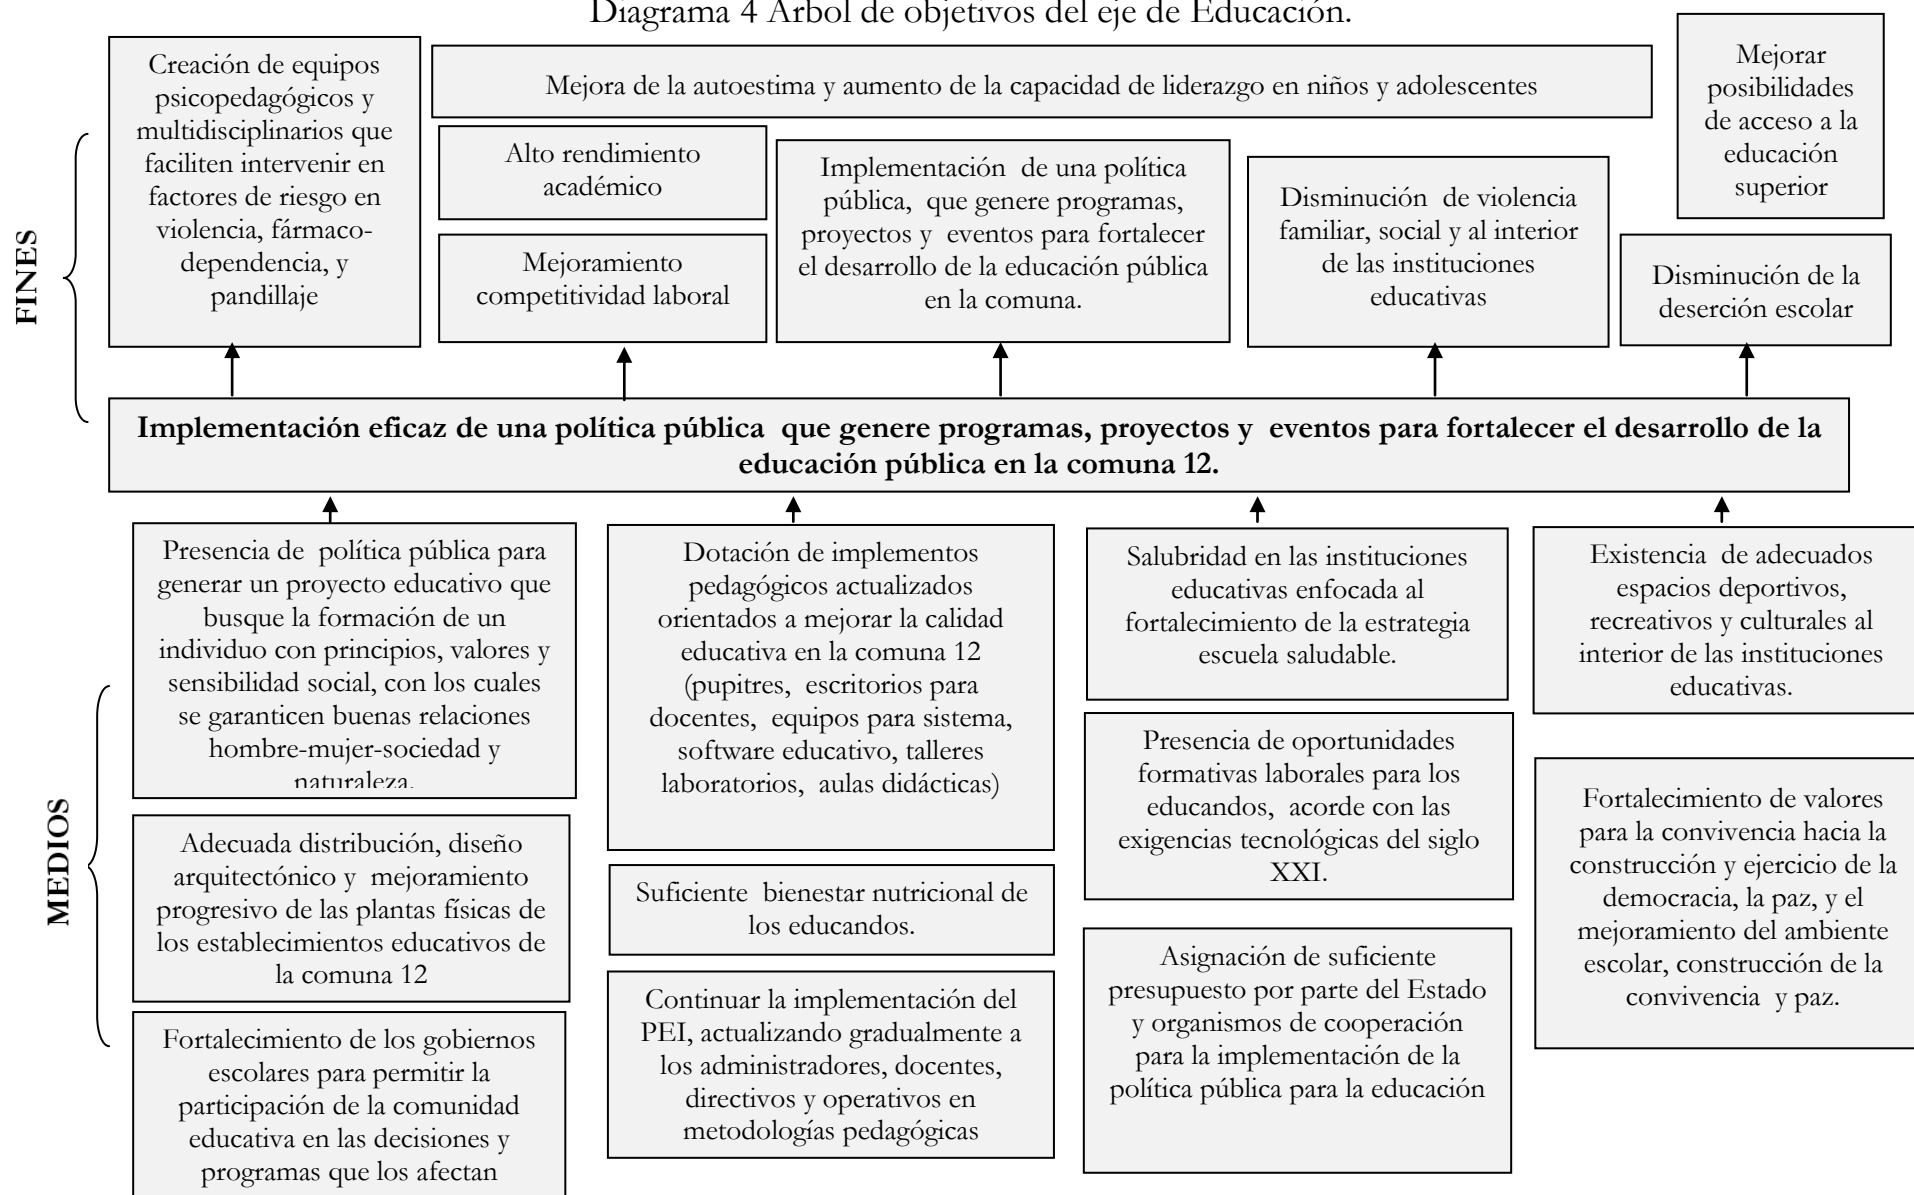 Diagrama 4 Arbol de objetivos del eje de Educación.
FINES
Creación de equipos
psicopedagógicos y
multidisciplinarios que
faciliten intervenir en
factores de riesgo en
violencia, fármaco-
dependencia, y
pandillaje
Mejora de la autoestima y aumento de la capacidad de liderazgo en niños y adolescentes
Alto rendimiento
académico
Mejoramiento
competitividad laboral
Implementación de una política
pública, que genere programas,
proyectos y eventos para fortalecer
el desarrollo de la educación pública
en la comuna.
Disminución de violencia
familiar, social y al interior
de las instituciones
educativas
Mejorar
posibilidades
de acceso a la
educación
superior
Disminución de la
deserción escolar
Implementación eficaz de una política pública que genere programas, proyectos y eventos para fortalecer el desarrollo de la
educación pública en la comuna 12.
MEDIOS
Presencia de política pública para
generar un proyecto educativo que
busque la formación de un
individuo con principios, valores y
sensibilidad social, con los cuales
se garanticen buenas relaciones
hombre-mujer-sociedad y
naturaleza.
Adecuada distribución, diseño
arquitectónico y mejoramiento
progresivo de las plantas físicas de
los establecimientos educativos de
la comuna 12
Fortalecimiento de los gobiernos
escolares para permitir la
participación de la comunidad
educativa en las decisiones y
programas que los afectan
Dotación de implementos
pedagógicos actualizados
orientados a mejorar la calidad
educativa en la comuna 12
(pupitres, escritorios para
docentes, equipos para sistema,
software educativo, talleres
laboratorios, aulas didácticas)
Suficiente bienestar nutricional de
los educandos.
Continuar la implementación del
PEI, actualizando gradualmente a
los administradores, docentes,
directivos y operativos en
metodologías pedagógicas
Salubridad en las instituciones
educativas enfocada al
fortalecimiento de la estrategia
escuela saludable.
Presencia de oportunidades
formativas laborales para los
educandos, acorde con las
exigencias tecnológicas del siglo
XXI.
Asignación de suficiente
presupuesto por parte del Estado
y organismos de cooperación
para la implementación de la
política pública para la educación
Existencia de adecuados
espacios deportivos,
recreativos y culturales al
interior de las instituciones
educativas.
Fortalecimiento de valores
para la convivencia hacia la
construcción y ejercicio de la
democracia, la paz, y el
mejoramiento del ambiente
escolar, construcción de la
convivencia y paz.